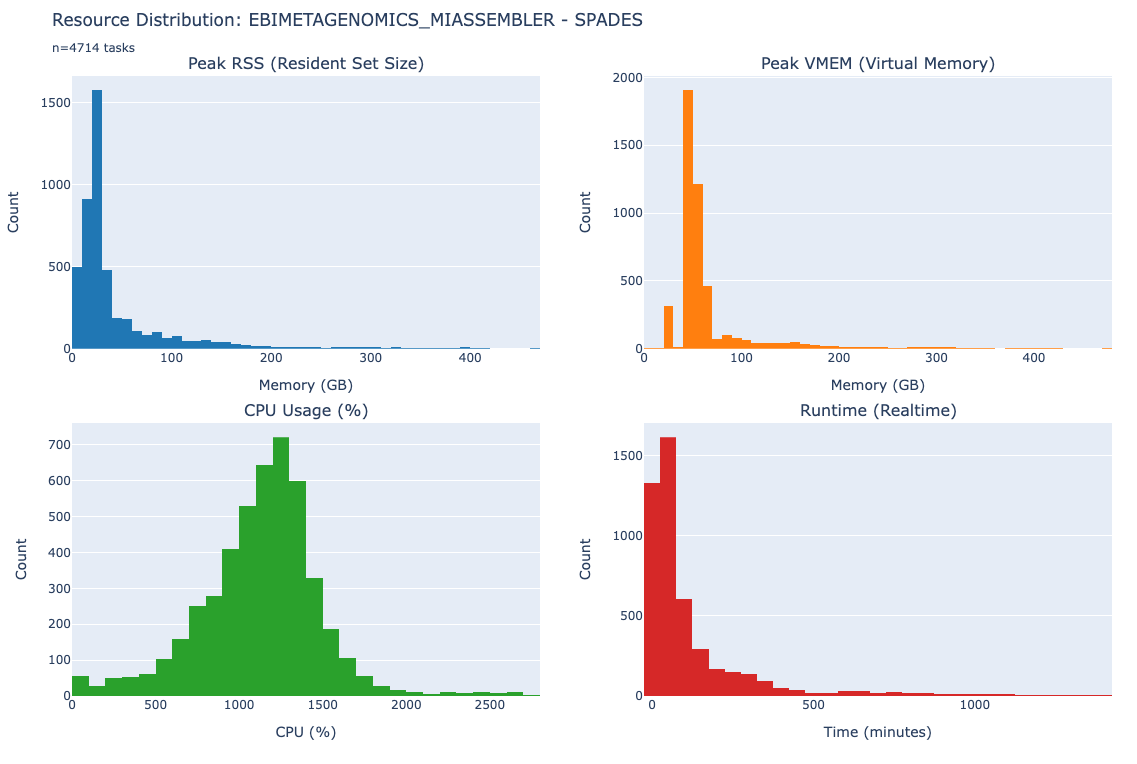 Resource Distribution: EBIMETAGENOMICS_MIASSEMBLER - SPADES
n=4714 tasks
Peak RSS (Resident Set Size)
1500
1000
500
0
Count
0 100 200 300 400
Memory (GB)
Peak VMEM (Virtual Memory)
2000
1500
1000
500
0
Count
0 100 200 300 400
Memory (GB)
CPU Usage (%)
700
600
500
400
300
200
100
0
Count
0 500 1000 1500 2000 2500
CPU (%)
Runtime (Realtime)
1500
1000
500
0
Count
0 500 1000
Time (minutes)